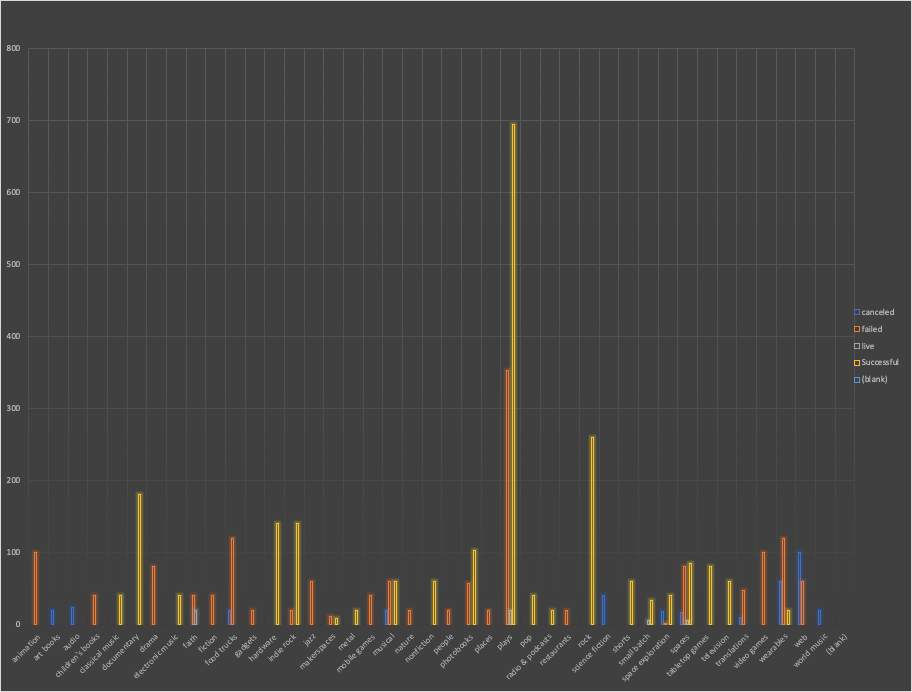 800
700
600
500
400
300
200
100
0
animation
art books
audio
children's books
classical music
documentary
drama
electronic music
faith
fiction
food trucks
gadgets
hardware
indie rock
jazz
makerspaces
metal
mobile games
musical
nature
nonfiction
people
photobooks
places
plays
pop
radio & podcasts
restaurants
rock
science fiction
shorts
small batch
space exploration
spaces
tabletop games
television
translations
video games
wearables
web
world music
(blank)
canceled
failed
live
Successful
(blank)